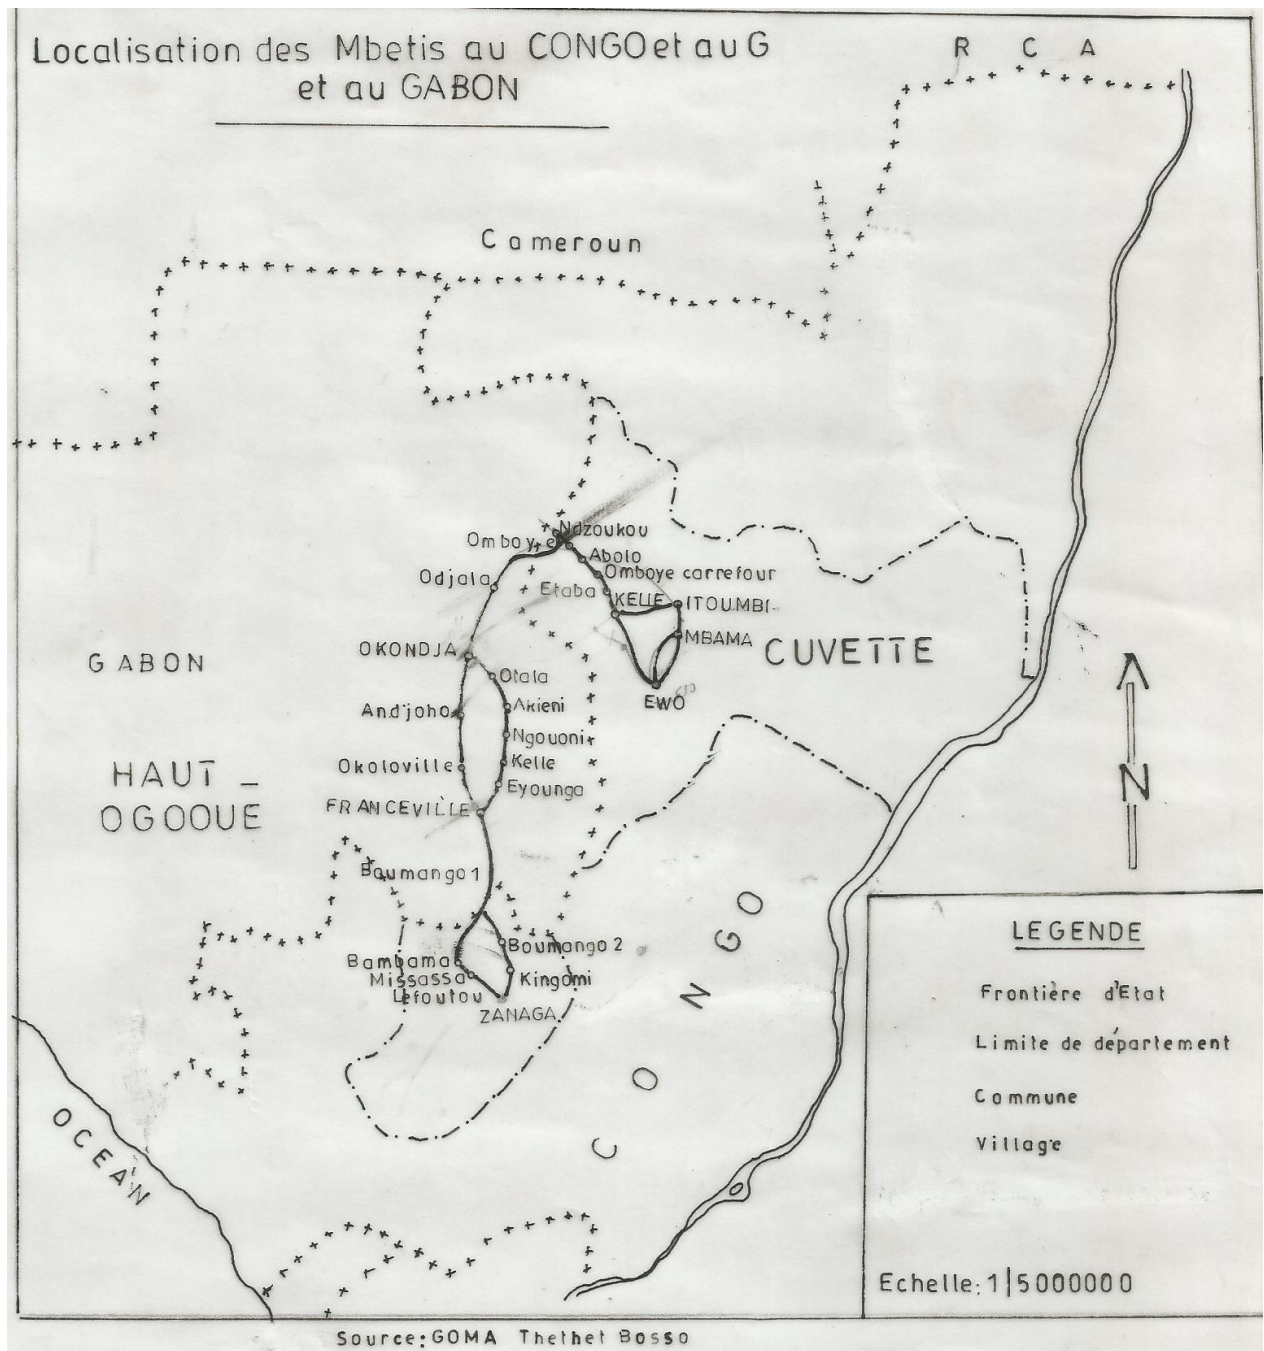 Localisation des Mbetis au CONGO et au G
et au GABON
R C A
Cameroun
Ndzoukou
Omboye
Abolo
Omboye carrefour
Odjala
Etaba
KELLE
ITOUMBI
MBAMA
CUVETTE
OKONDJA
GABON
Otala
EWO
Akieni
Andjoho
Ngouoni
Okoloville
Kelle
HAUT -
OGOOUE
Eyounga
FRANCEVILLE
N
Boumango 1
CONGO
Boumango 2
Bambama
Missassa
Kingomi
Lefoutou
ZANAGA
OCEAN
LEGENDE
Frontière d'Etat
Limite de département
Commune
Village
Echelle: 1|5000000
Source: GOMA Thethet Bosso